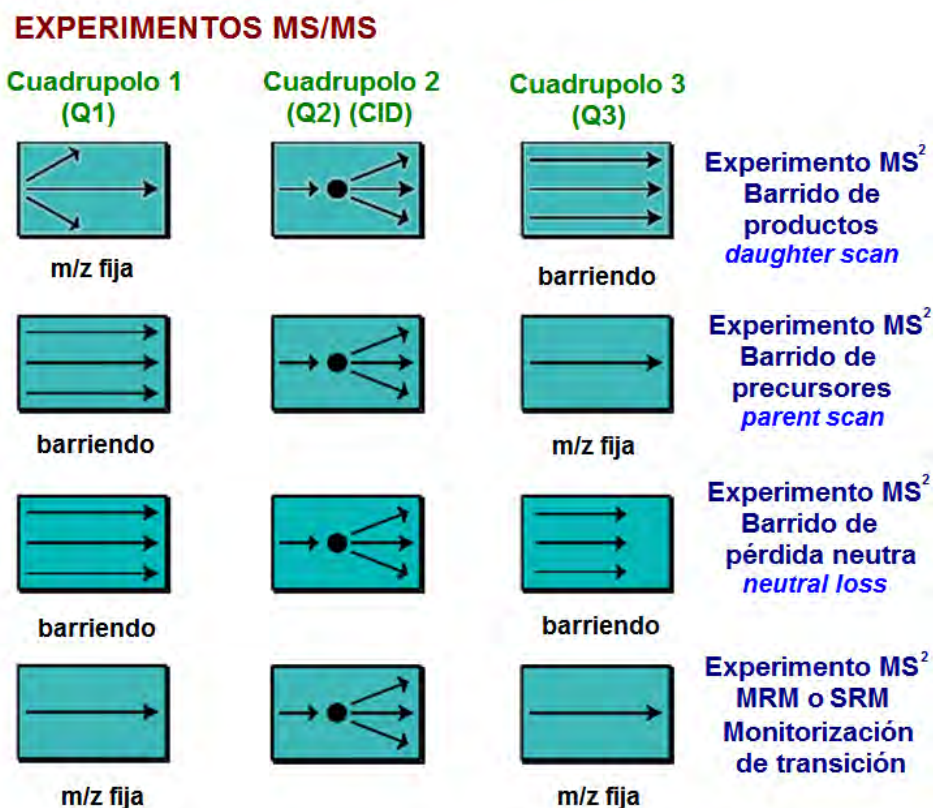 EXPERIMENTOS MS/MS
Cuadrupolo 1
(Q1)
Cuadrupolo 2
(Q2) (CID)
Cuadrupolo 3
(Q3)
m/z fija
barriendo
Experimento MS²
Barrido de
productos
daughter scan
barriendo
m/z fija
Experimento MS²
Barrido de
precursores
parent scan
barriendo
barriendo
Experimento MS²
Barrido de
pérdida neutra
neutral loss
m/z fija
m/z fija
Experimento MS²
MRM o SRM
Monitorización
de transición